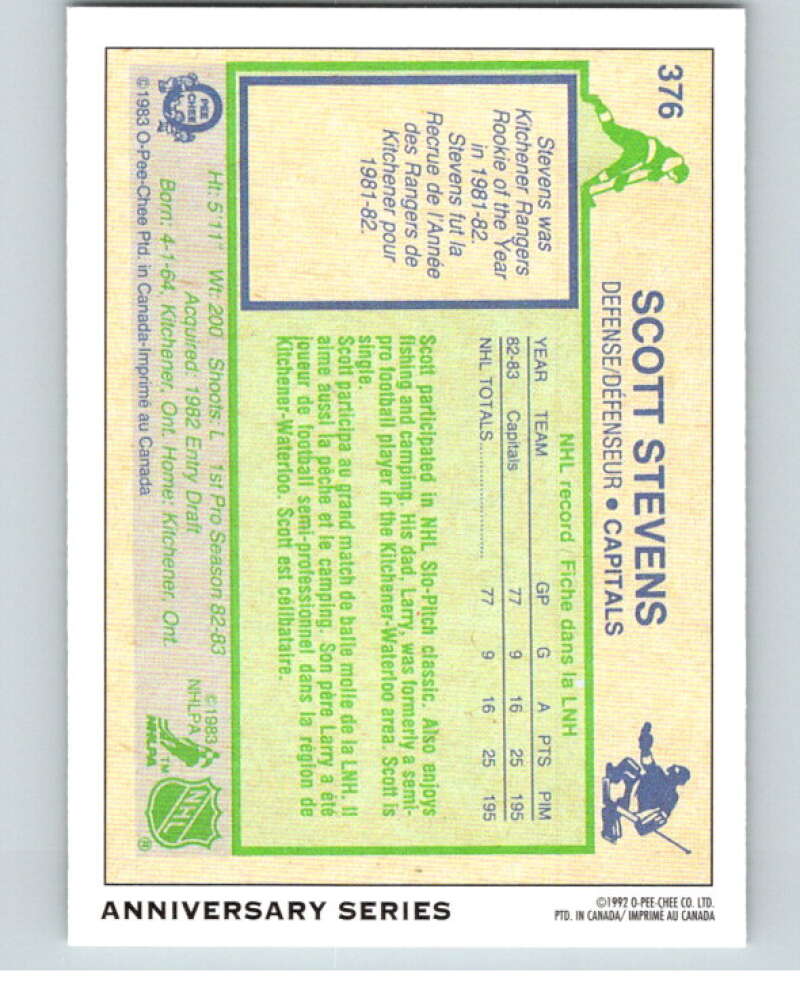 376
SCOTT STEVENS
DEFENSE/DÉFENSEUR • CAPITALS
Stevens was
Kitchener Rangers
Rookie of the Year
in 1981-82.
Stevens fut la
Recrue de l'Année
des Rangers de
Kitchener pour
1981-82.
NHL record / Fiche dans la LNH
YEAR TEAM GP G A PTS PIM
82-83 Capitals 77 9 16 25 195
NHL TOTALS.................... 77 9 16 25 195
Scott participated in NHL Slo-Pitch classic. Also enjoys
fishing and camping. His dad, Larry, was formerly a semi-
pro football player in the Kitchener-Waterloo area. Scott is
single.
Scott participa au grand match de balle molle de la LNH. Il
aime aussi la pêche et le camping. Son père Larry a été
joueur de football semi-professionnel dans la région de
Kitchener-Waterloo. Scott est célibataire.
Ht: 5'11" Wt: 200 Shoots: L 1st Pro Season 82-83
Acquired: 1982 Entry Draft
Born: 4-1-64, Kitchener, Ont. Home: Kitchener, Ont.
O-PEE-CHEE
©1983 O-Pee-Chee Ptd. in Canada-Imprimé au Canada
©1983
NHLPA
NHLPA ™
NHL ®
ANNIVERSARY SERIES
©1992 O-PEE-CHEE CO. LTD.
PTD. IN CANADA/ IMPRIMÉ AU CANADA